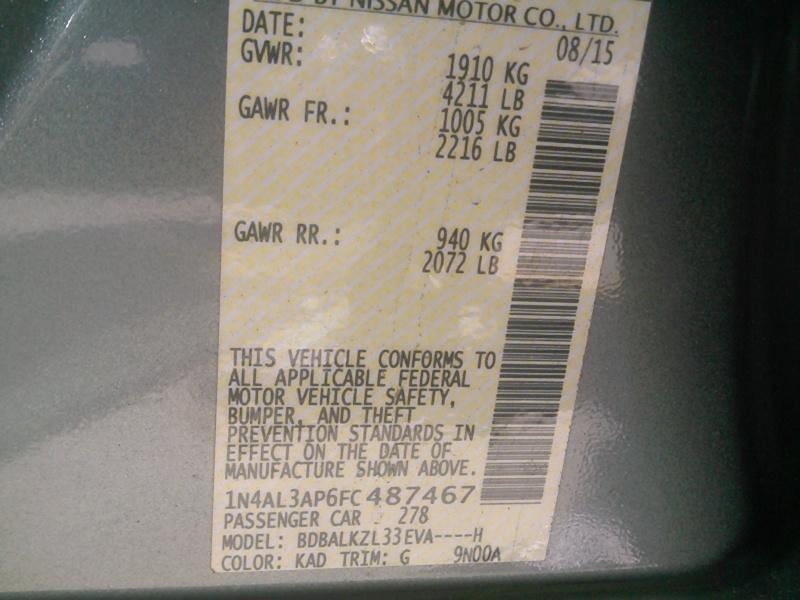 BY NISSAN MOTOR CO., LTD.
DATE: 08/15
GVWR: 1910 KG
4211 LB
GAWR FR.: 1005 KG
2216 LB
GAWR RR.: 940 KG
2072 LB
THIS VEHICLE CONFORMS TO
ALL APPLICABLE FEDERAL
MOTOR VEHICLE SAFETY,
BUMPER, AND THEFT
PREVENTION STANDARDS IN
EFFECT ON THE DATE OF
MANUFACTURE SHOWN ABOVE.
1N4AL3AP6FC487467
PASSENGER CAR 278
MODEL: BDBALKZL33EVA----H
COLOR: KAD TRIM: G 9N00A